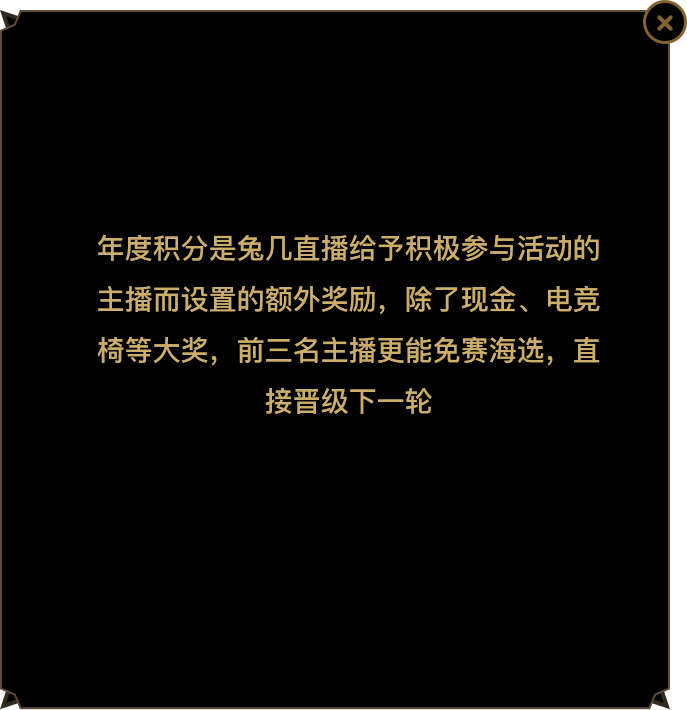 年度积分是兔几直播给予积极参与活动的
主播而设置的额外奖励，除了现金、电竞
椅等大奖，前三名主播更能免赛海选，直
接晋级下一轮